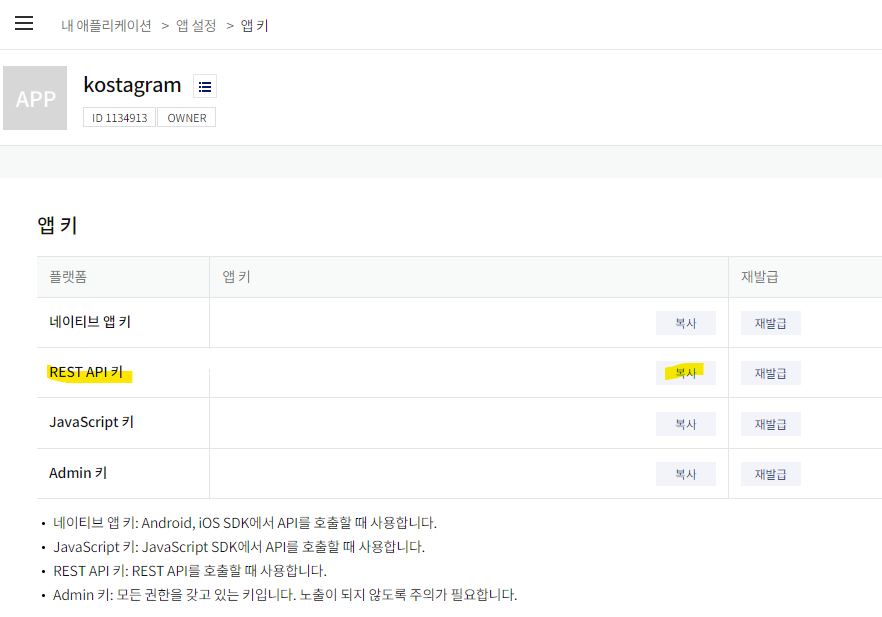 내 애플리케이션 > 앱 설정 > 앱 키
APP
kostagram
ID 1134913 OWNER
앱 키
플랫폼 앱 키 재발급
네이티브 앱 키 복사 재발급
REST API 키 복사 재발급
JavaScript 키 복사 재발급
Admin 키 복사 재발급
• 네이티브 앱 키: Android, iOS SDK에서 API를 호출할 때 사용합니다.
• JavaScript 키: JavaScript SDK에서 API를 호출할 때 사용합니다.
• REST API 키: REST API를 호출할 때 사용합니다.
• Admin 키: 모든 권한을 갖고 있는 키입니다. 노출이 되지 않도록 주의가 필요합니다.